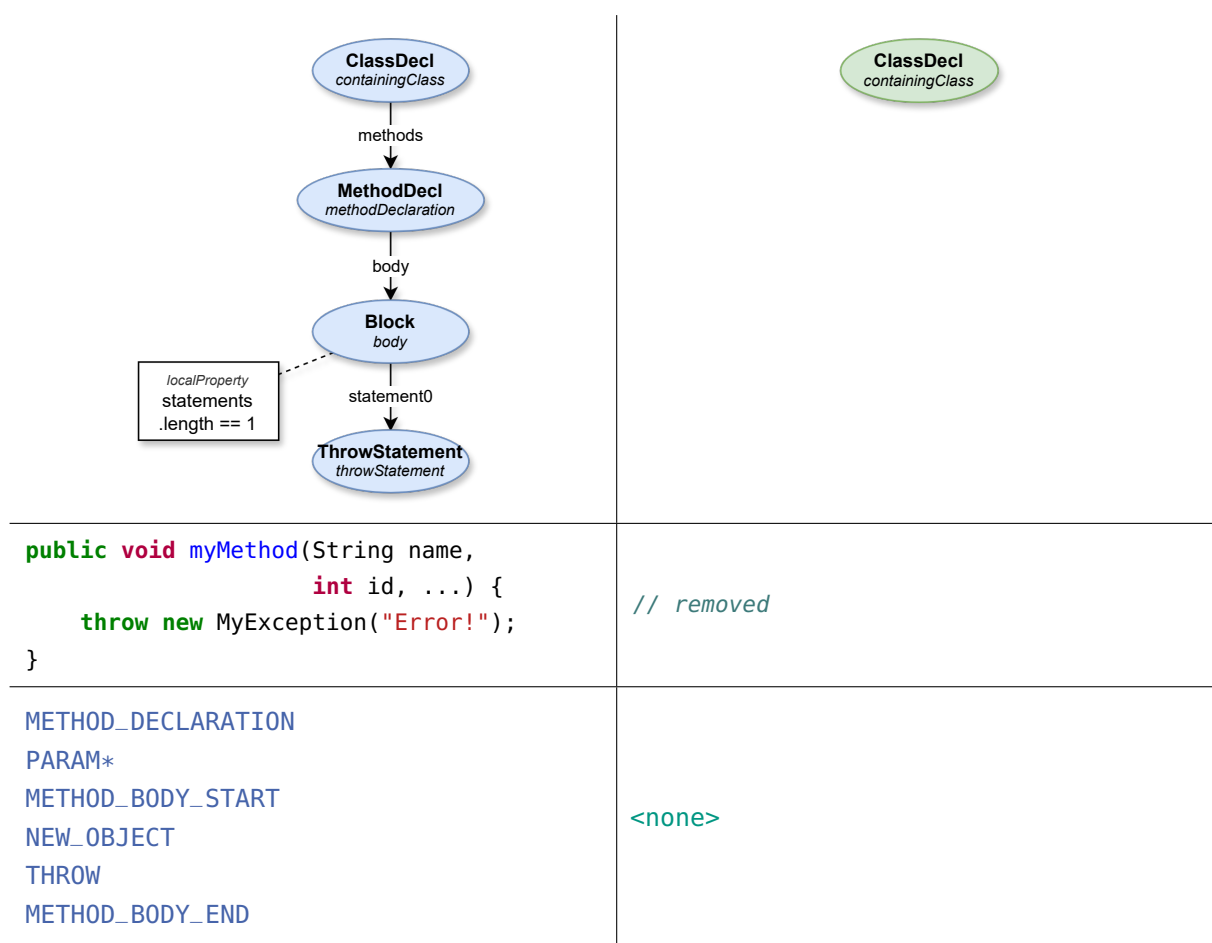 ClassDecl
containingClass
methods
MethodDecl
methodDeclaration
body
Block
body
localProperty
statements
.length == 1
statement0
ThrowStatement
throwStatement
ClassDecl
containingClass
public void myMethod(String name,
int id, ...) {
throw new MyException("Error!");
}
// removed
METHOD_DECLARATION
PARAM*
METHOD_BODY_START
NEW_OBJECT
THROW
METHOD_BODY_END
<none>